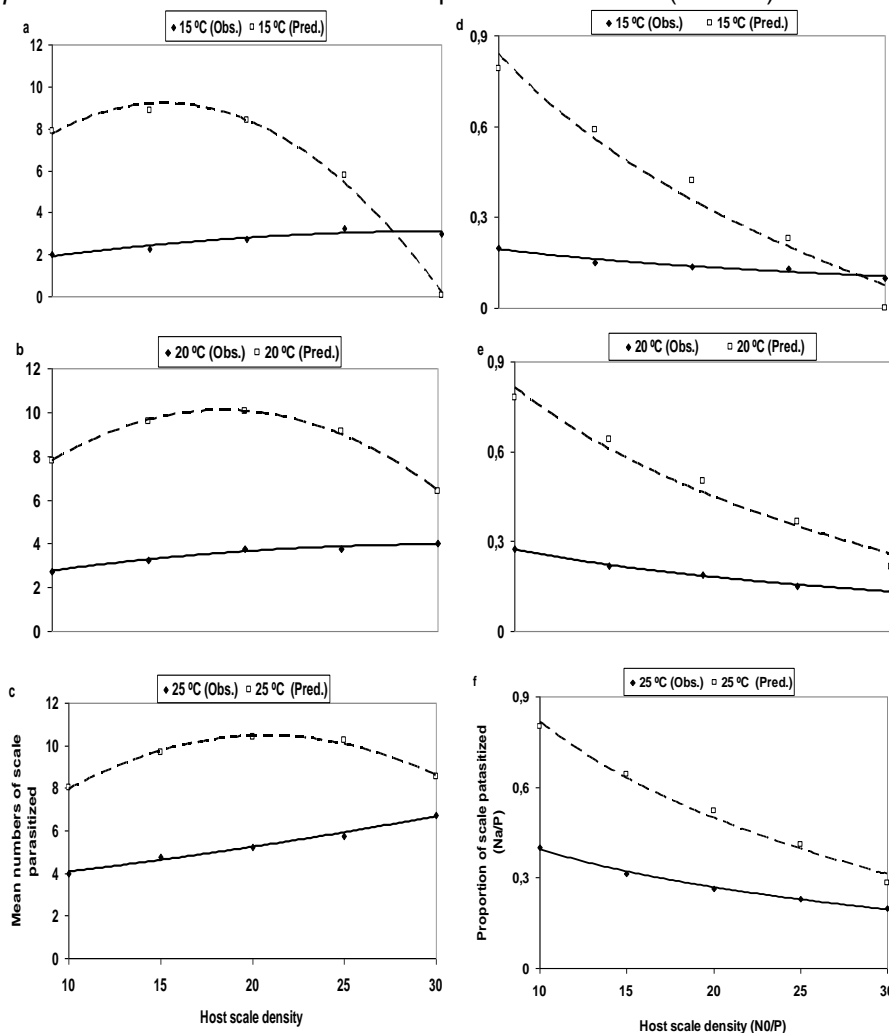 a
15 ºC (Obs.) 15 ºC (Pred.)
12
10
8
6
4
2
0
b
20 ºC (Obs.) 20 ºC (Pred.)
12
10
8
6
4
2
0
c
25 ºC (Obs.) 25 ºC (Pred.)
12
10
8
6
4
2
0
10 15 20 25 30
Mean numbers of scale
parasitized
Host scale density
d
15 ºC (Obs.) 15 ºC (Pred.)
0,9
0,6
0,3
0
e
20 ºC (Obs.) 20 ºC (Pred.)
0,9
0,6
0,3
0
f
25 ºC (Obs.) 25 ºC (Pred.)
0,9
0,6
0,3
0
10 15 20 25 30
Proportion of scale patasitized
(Na/P)
Host scale density (N0/P)